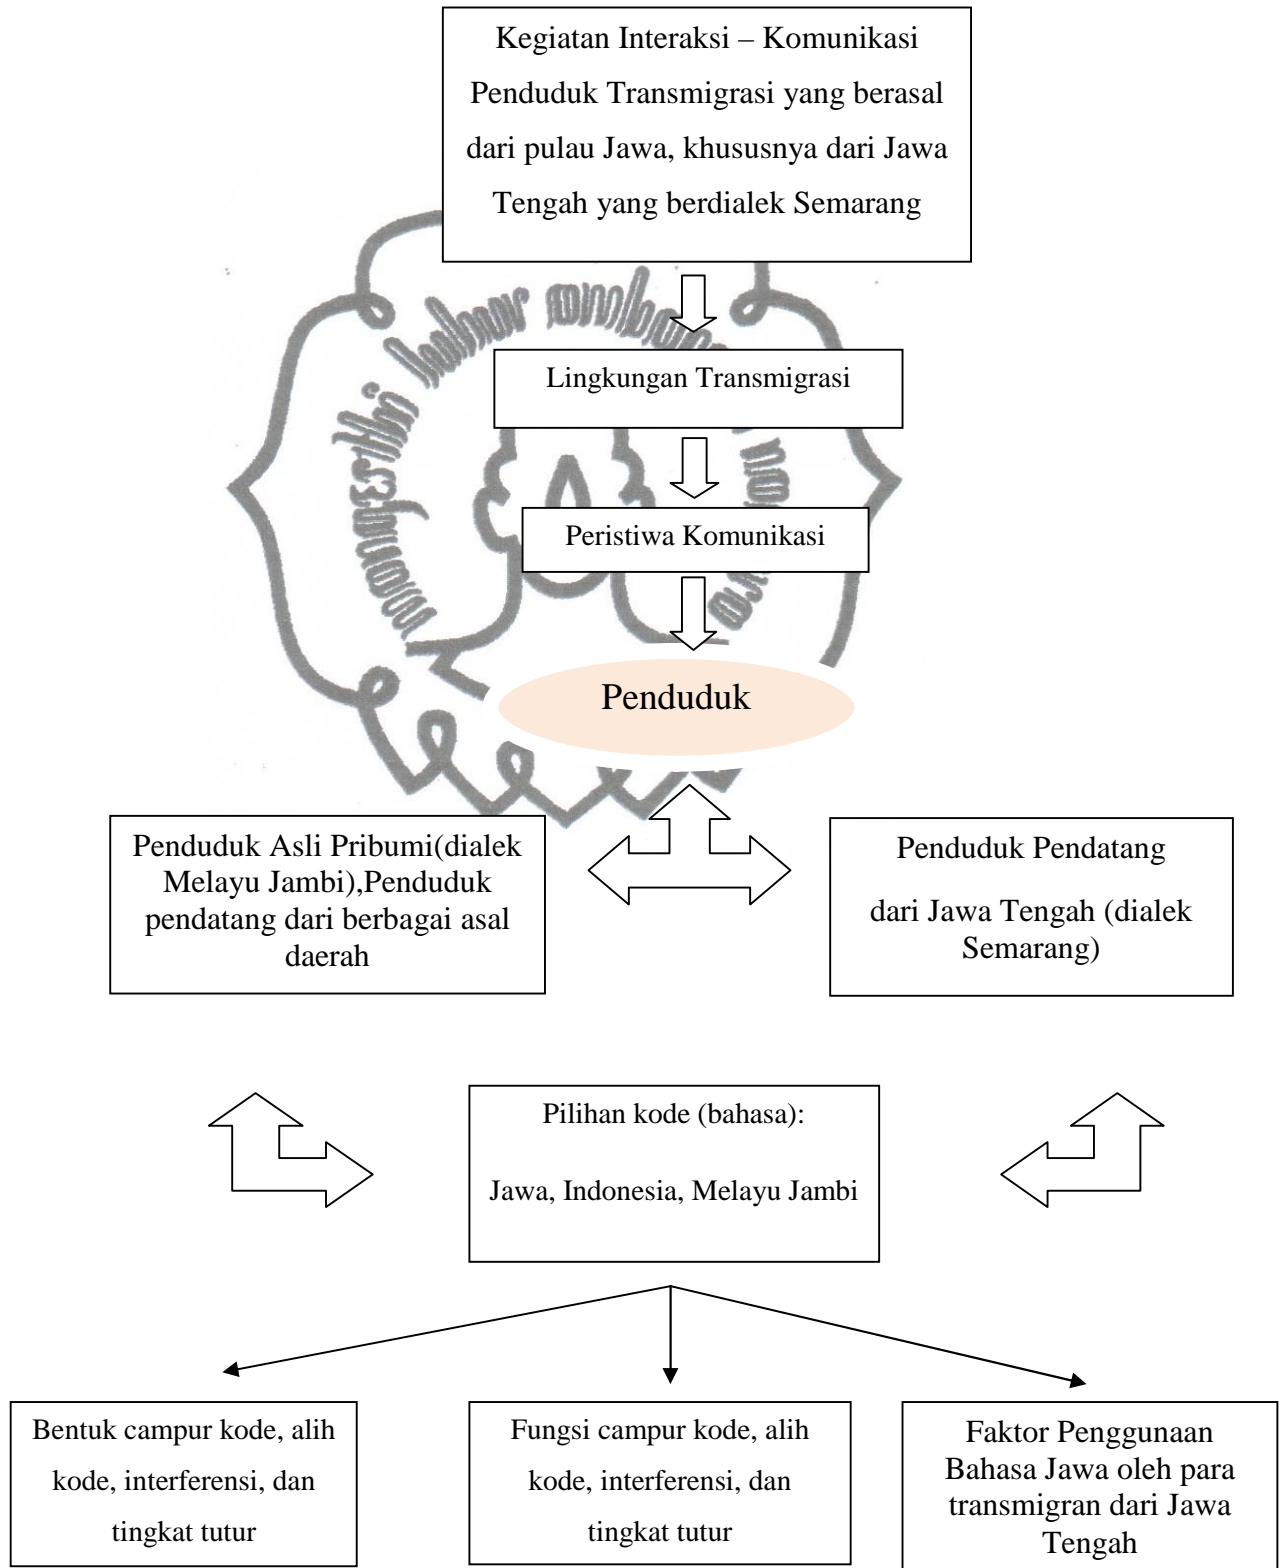 Kegiatan Interaksi – Komunikasi
Penduduk Transmigrasi yang berasal
dari pulau Jawa, khususnya dari Jawa
Tengah yang berdialek Semarang
Lingkungan Transmigrasi
Peristiwa Komunikasi
Penduduk
Penduduk Asli Pribumi(dialek
Melayu Jambi),Penduduk
pendatang dari berbagai asal
daerah
Penduduk Pendatang
dari Jawa Tengah (dialek
Semarang)
Pilihan kode (bahasa):
Jawa, Indonesia, Melayu Jambi
Bentuk campur kode, alih
kode, interferensi, dan
tingkat tutur
Fungsi campur kode, alih
kode, interferensi, dan
tingkat tutur
Faktor Penggunaan
Bahasa Jawa oleh para
transmigran dari Jawa
Tengah